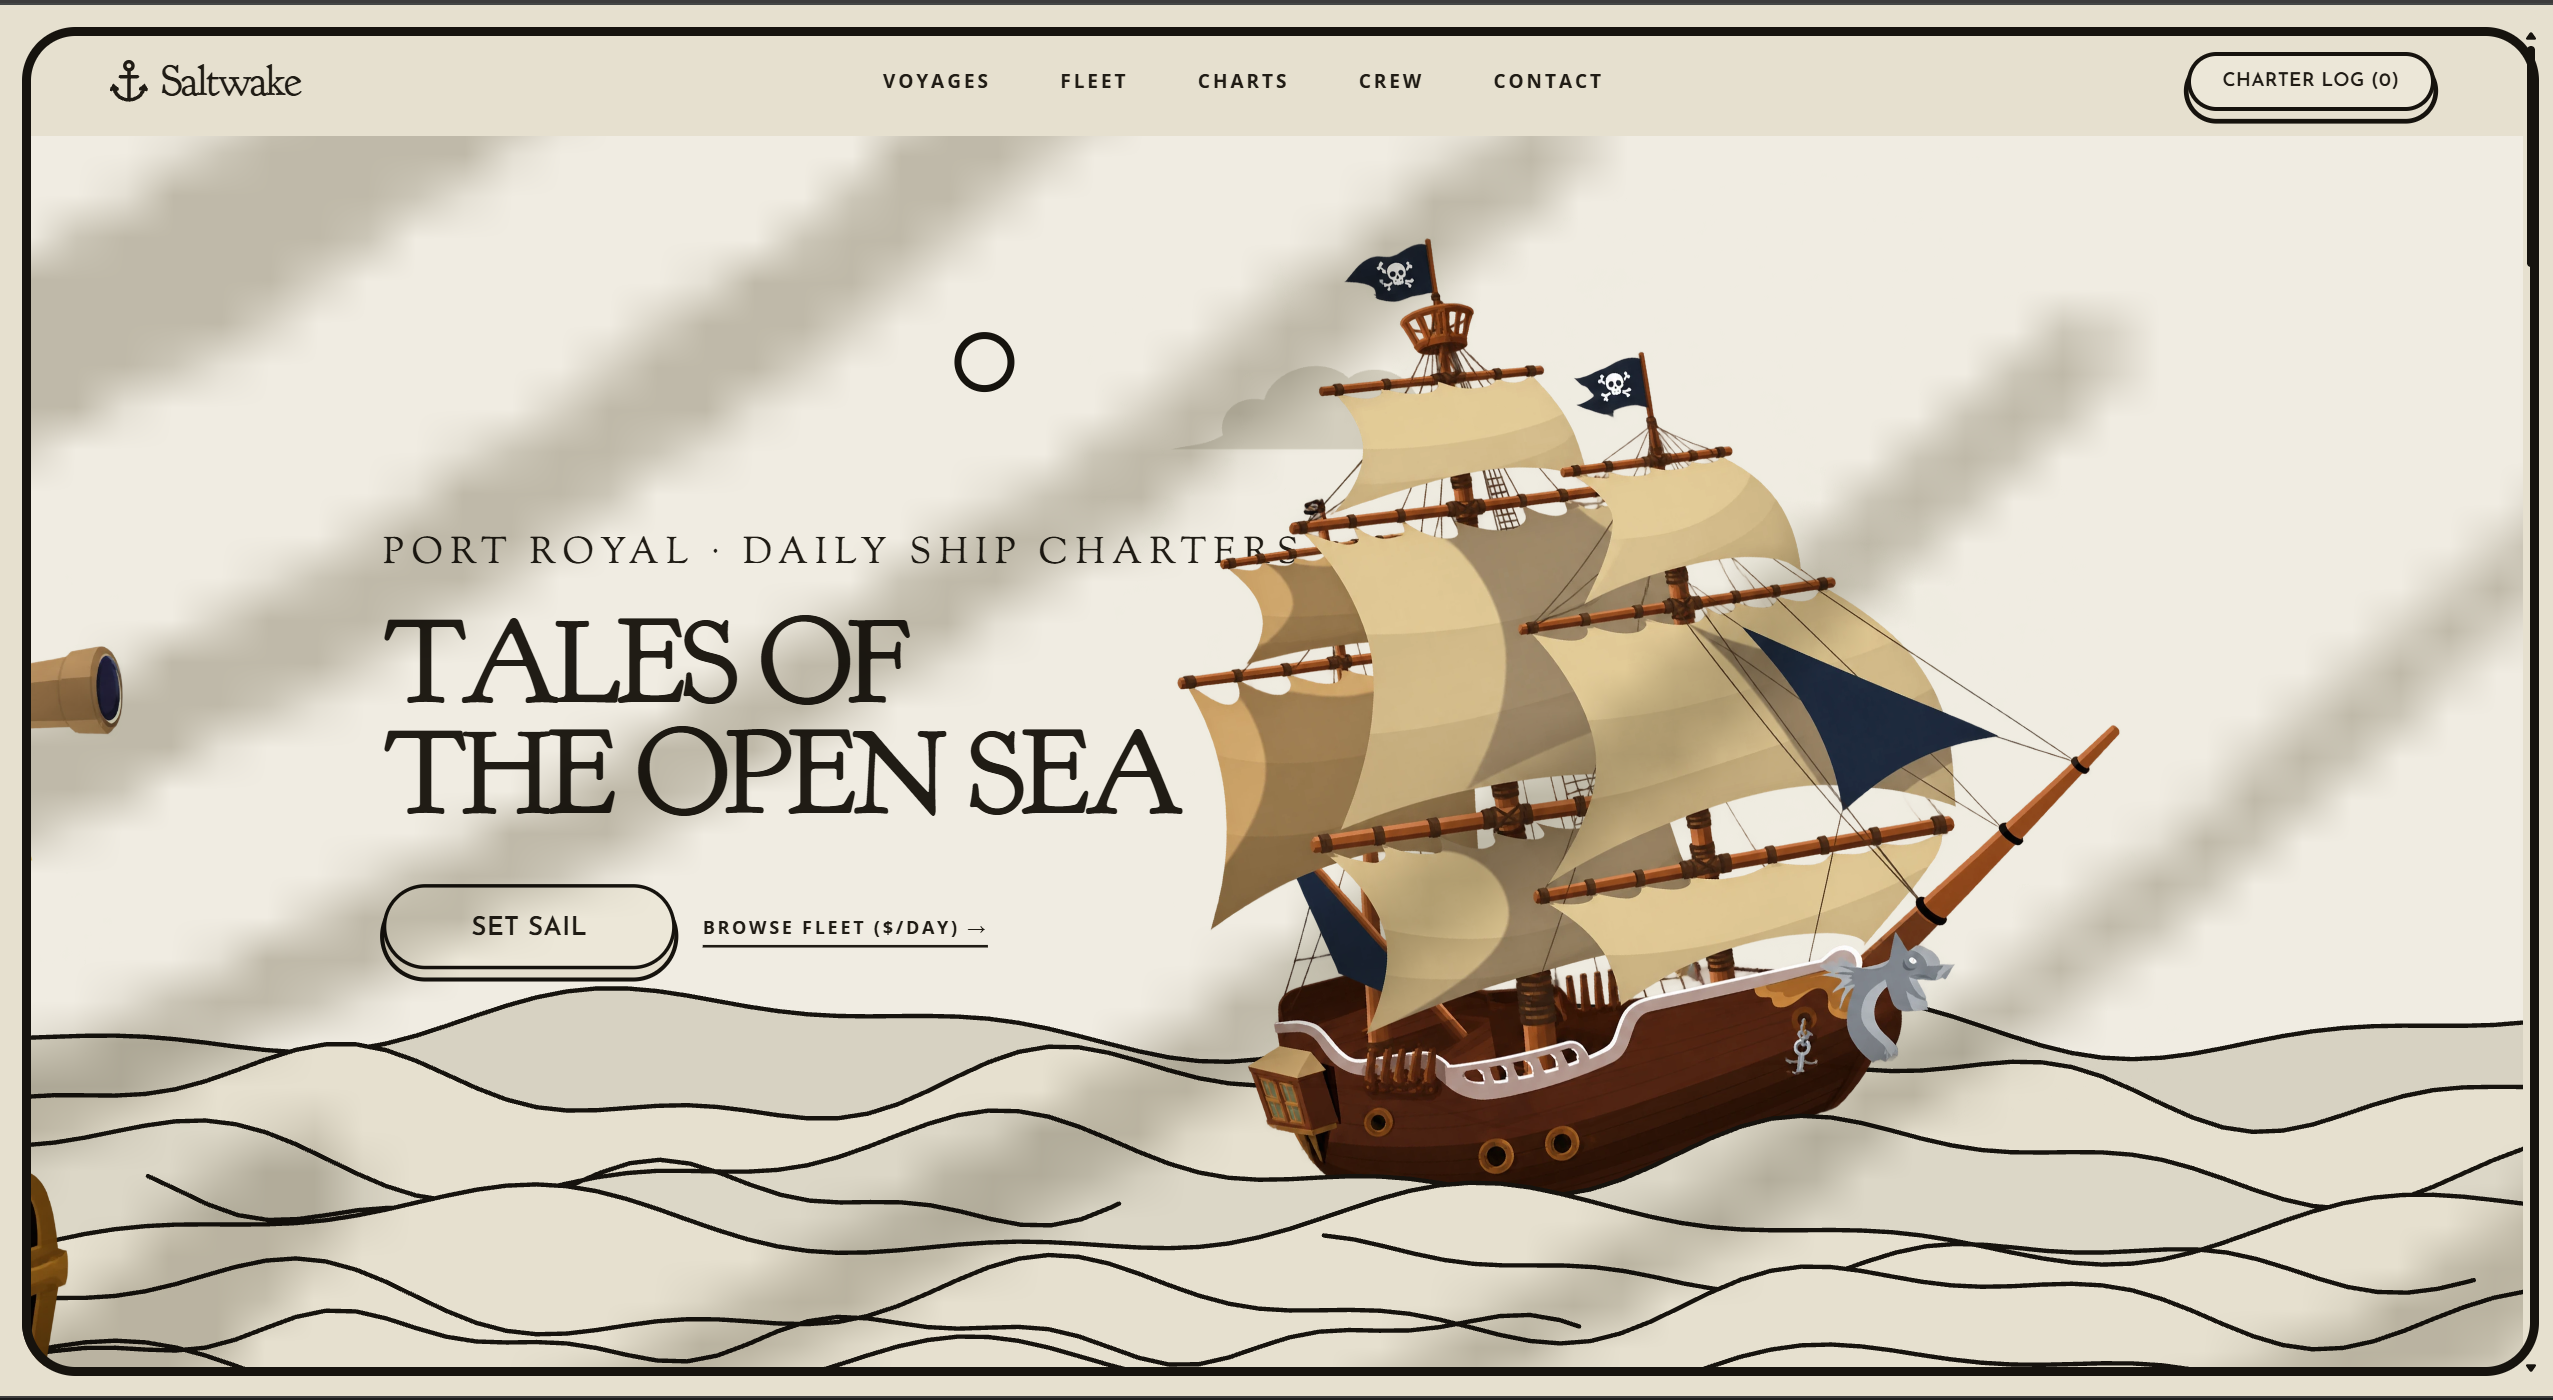 Saltwake
VOYAGES FLEET CHARTS CREW CONTACT
CHARTER LOG (0)
PORT ROYAL · DAILY SHIP CHARTERS
TALES OF
THE OPEN SEA
SET SAIL
BROWSE FLEET ($/DAY) →